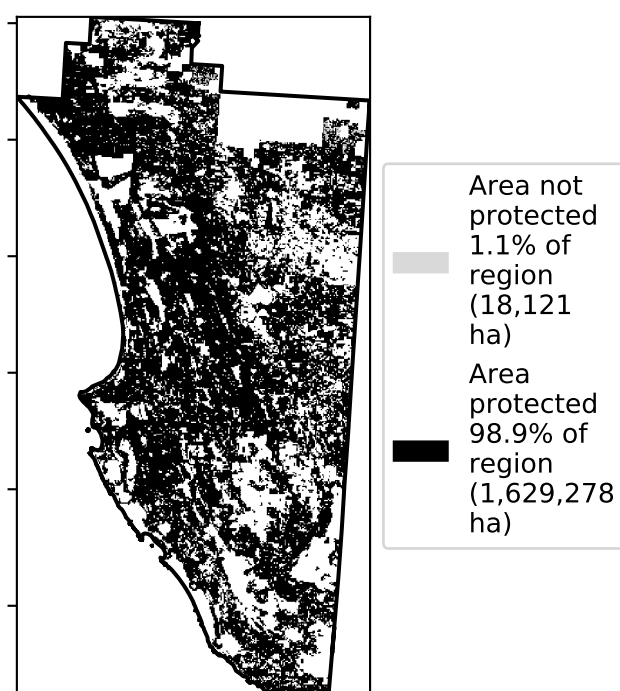 Area not
protected
1.1% of
region
(18,121
ha)
Area
protected
98.9% of
region
(1,629,278
ha)